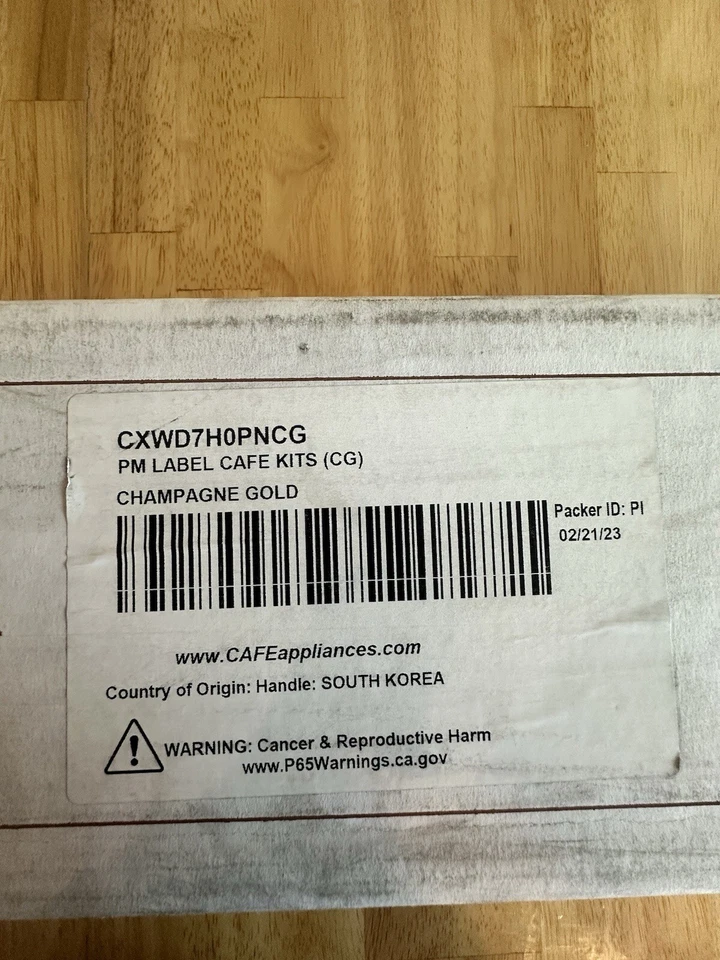 CXWD7H0PNCG
PM LABEL CAFE KITS (CG)
CHAMPAGNE GOLD
Packer ID: PI
02/21/23
www.CAFEappliances.com
Country of Origin: Handle: SOUTH KOREA
WARNING: Cancer & Reproductive Harm
www.P65Warnings.ca.gov